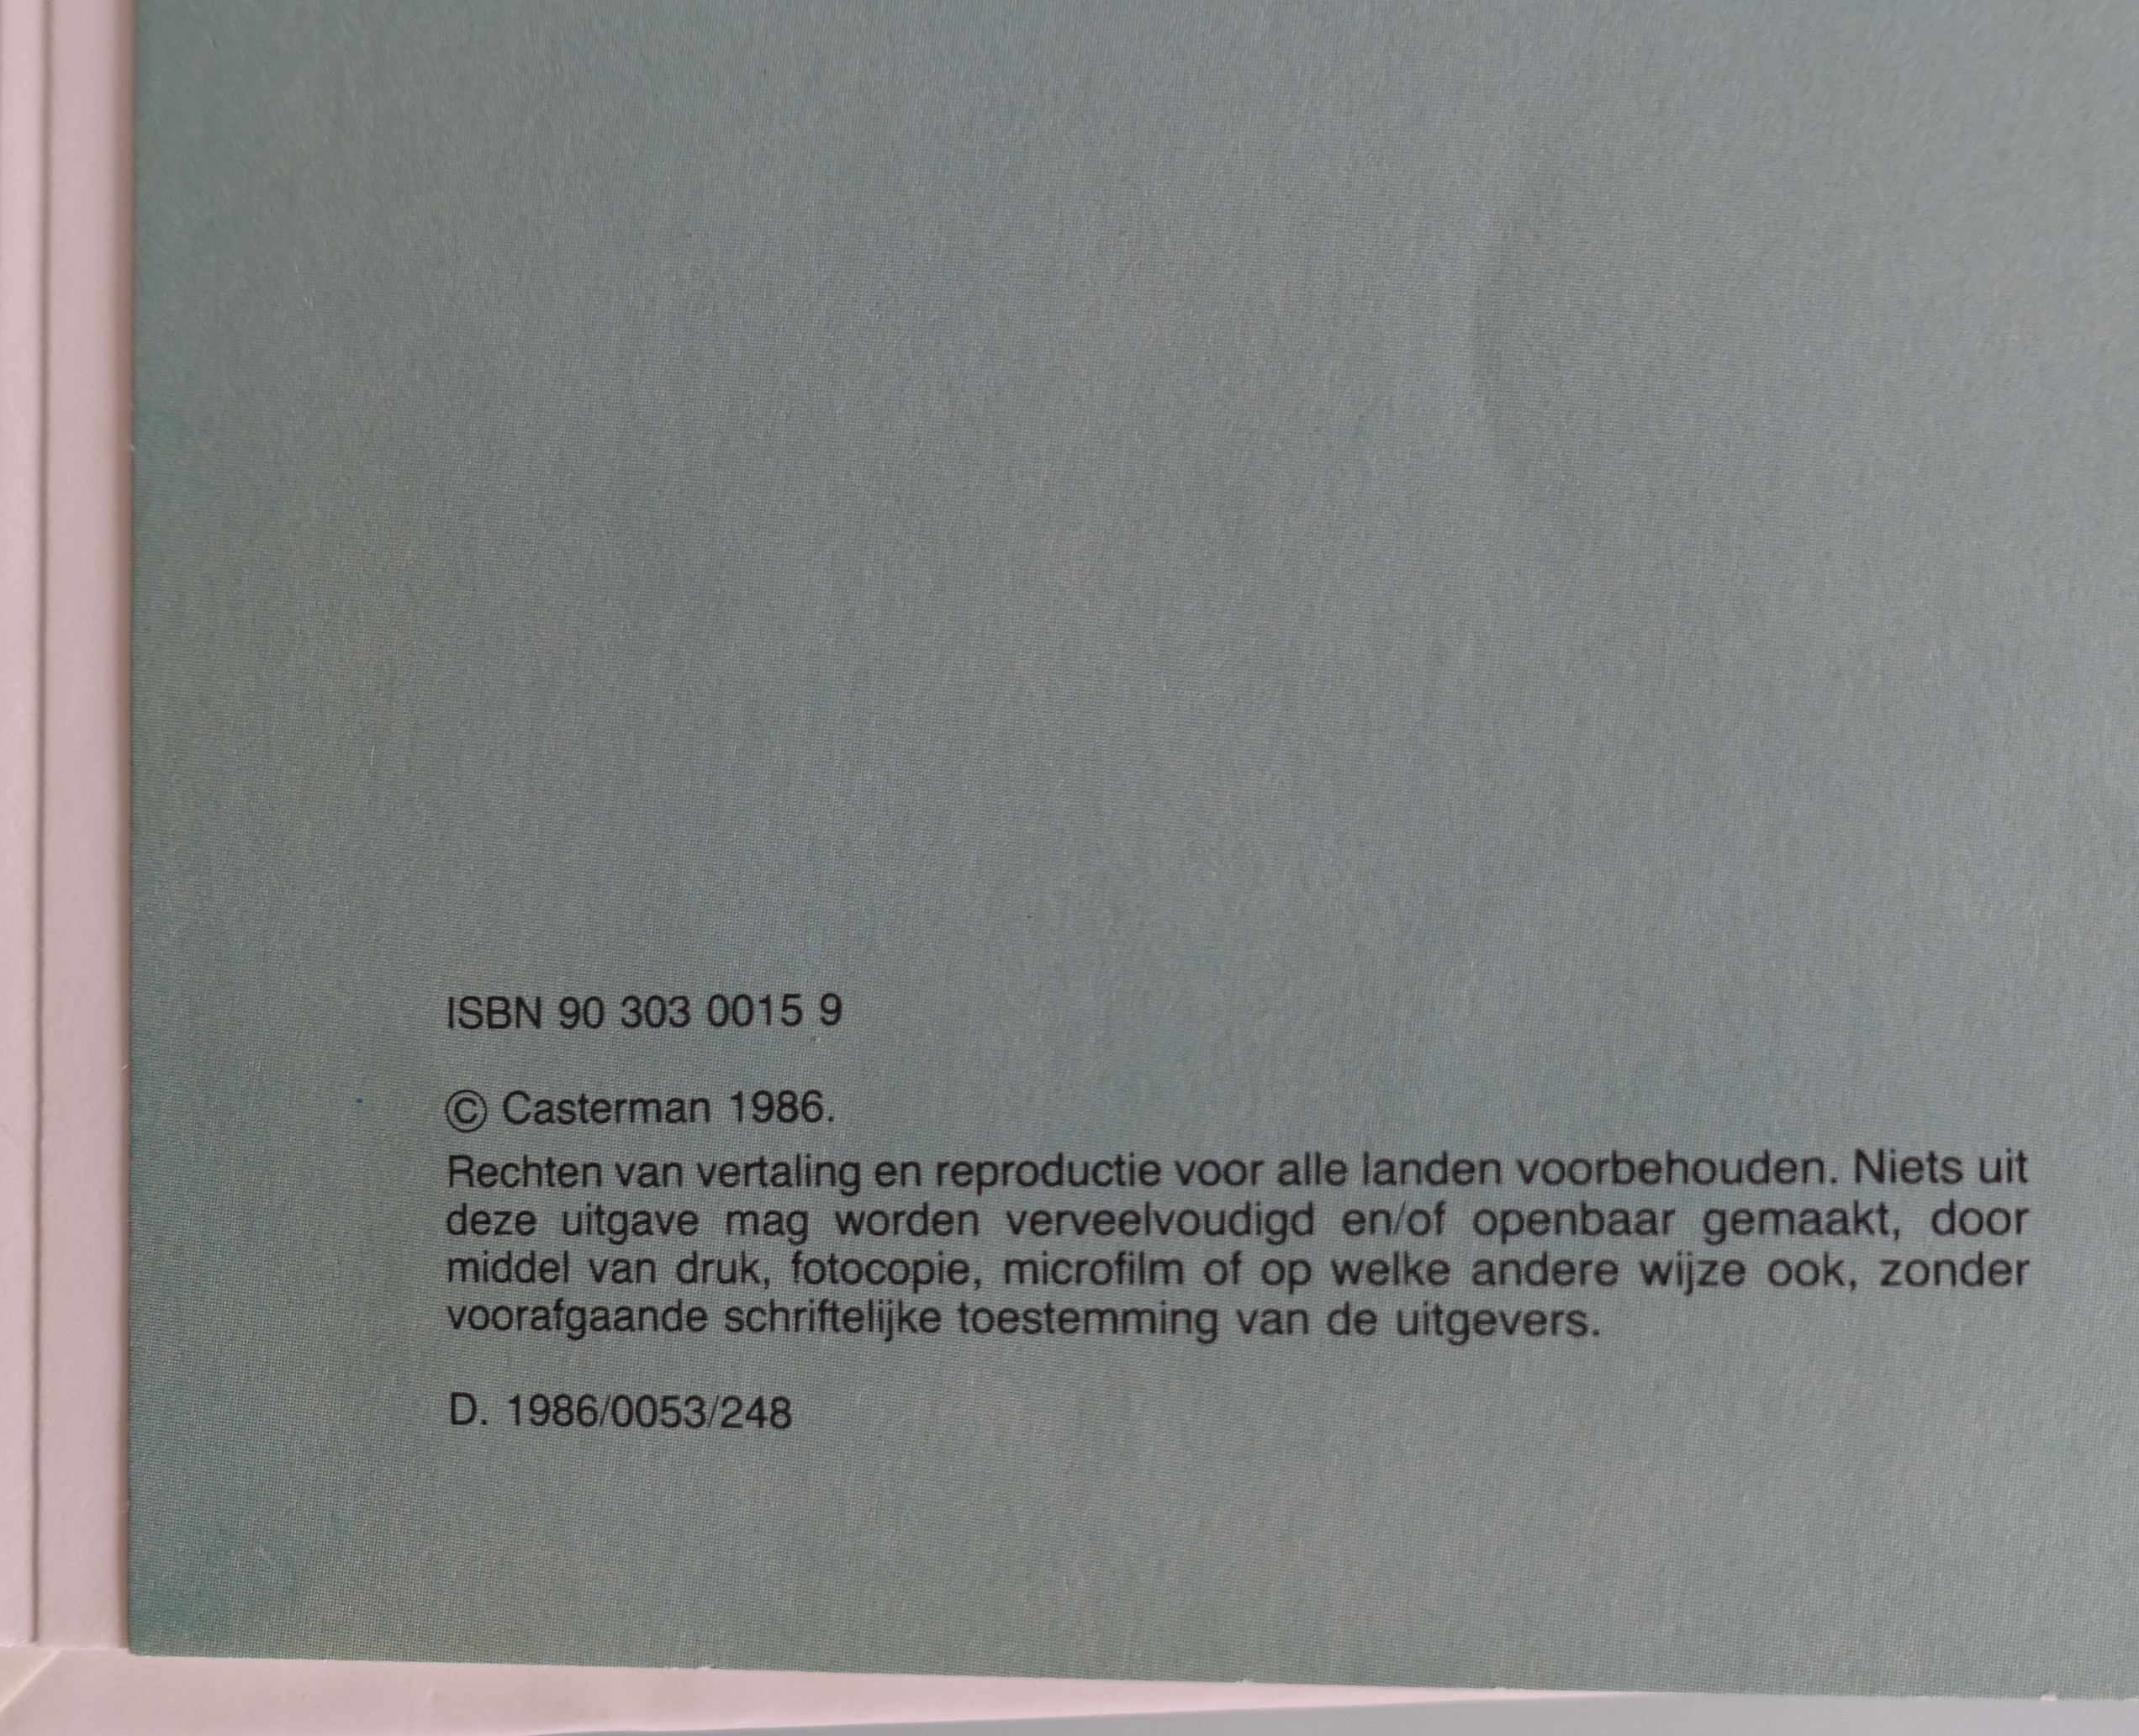 ISBN 90 303 0015 9
© Casterman 1986.
Rechten van vertaling en reproductie voor alle landen voorbehouden. Niets uit
deze uitgave mag worden verveelvoudigd en/of openbaar gemaakt, door
middel van druk, fotocopie, microfilm of op welke andere wijze ook, zonder
voorafgaande schriftelijke toestemming van de uitgevers.
D. 1986/0053/248